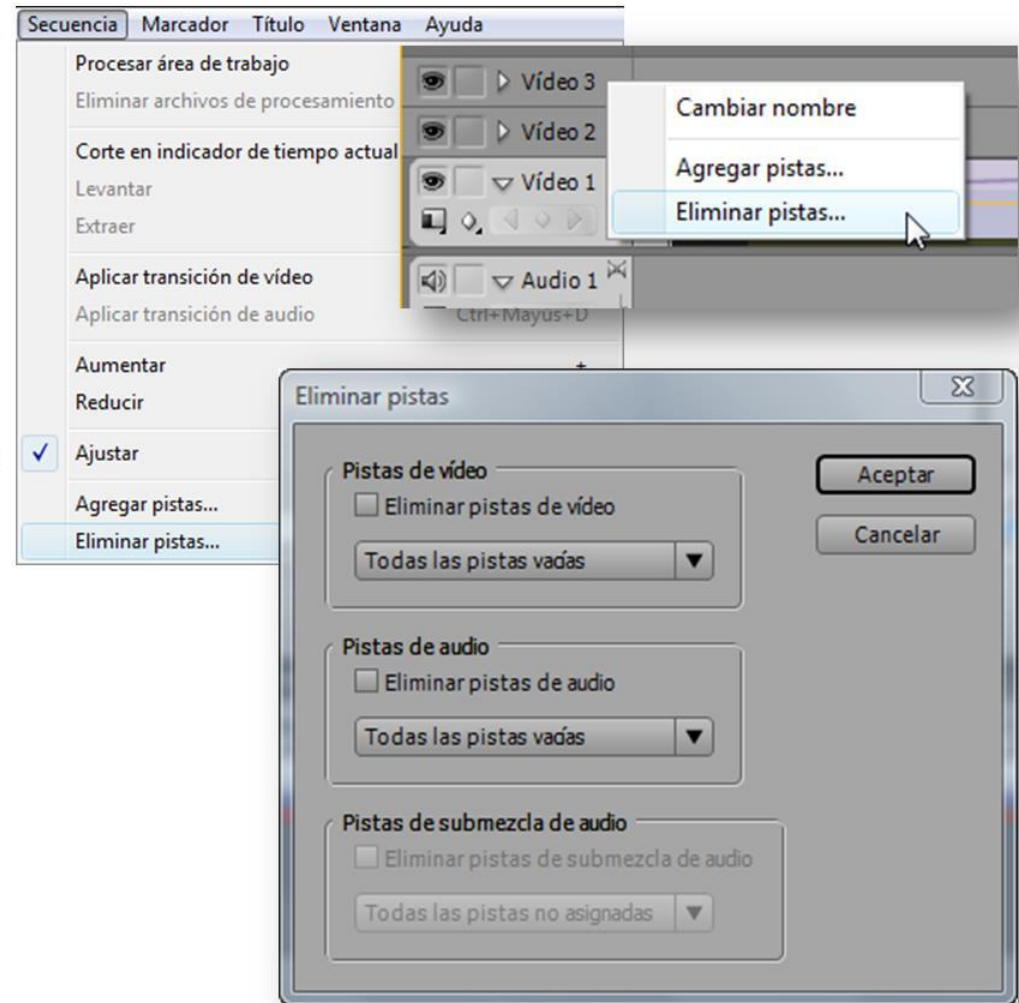 Secuencia Marcador Título Ventana Ayuda
Procesar área de trabajo
Eliminar archivos de procesamiento
Corte en indicador de tiempo actual
Levantar
Extraer
Aplicar transición de vídeo
Aplicar transición de audio Ctrl+Mayús+D
Aumentar +
Reducir
Ajustar
Agregar pistas...
Eliminar pistas...
Vídeo 3
Vídeo 2
Vídeo 1
Audio 1
Cambiar nombre
Agregar pistas...
Eliminar pistas...
Eliminar pistas
Pistas de vídeo
Eliminar pistas de vídeo
Todas las pistas vacías
Aceptar
Cancelar
Pistas de audio
Eliminar pistas de audio
Todas las pistas vacías
Pistas de submezcla de audio
Eliminar pistas de submezcla de audio
Todas las pistas no asignadas